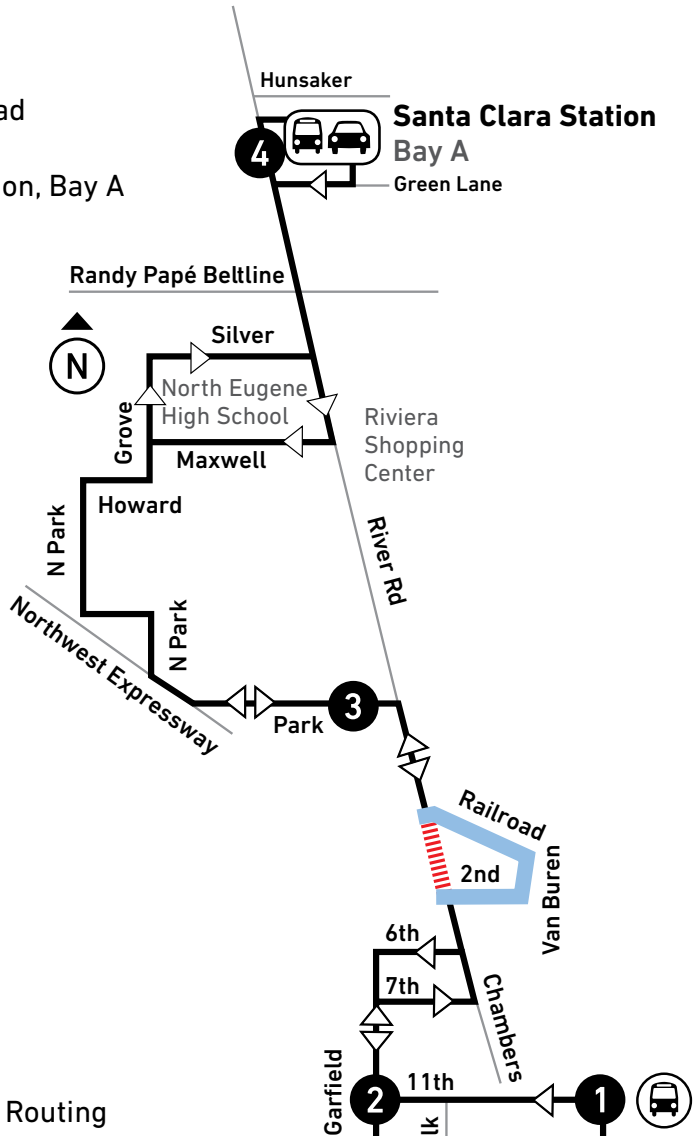 Hunsaker
ad
Santa Clara Station
4
Bay A
on, Bay A
Green Lane
Randy Papé Beltline
Silver
N
North Eugene
High School
Grove
Riviera
Shopping
Center
Maxwell
Howard
N Park
River Rd
Northwest Expressway
N Park
3
Park
Railroad
2nd
Van Buren
6th
7th
Chambers
Garfield
11th
2
1
Routing
lk